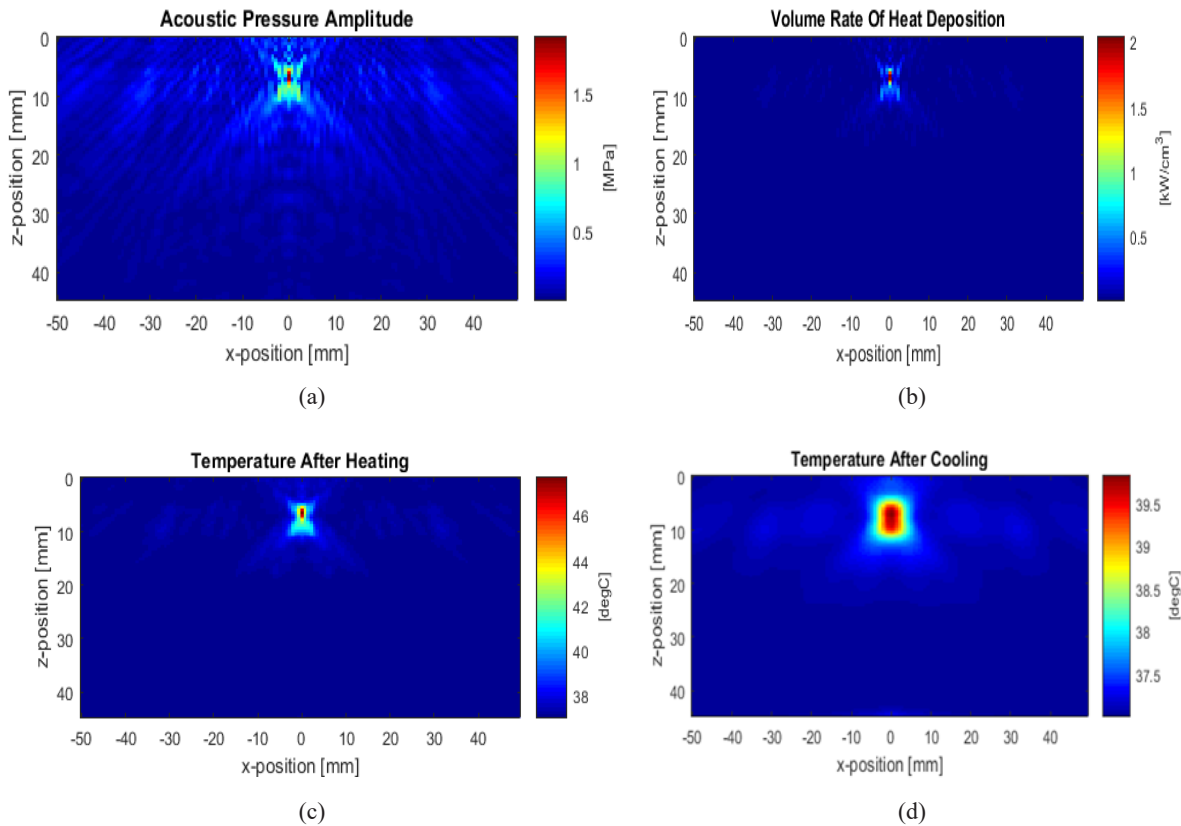 Acoustic Pressure Amplitude
0
10
20
30
40
z-position [mm]
-50 -40 -30 -20 -10 0 10 20 30 40
x-position [mm]
1.5
1
0.5
[MPa]
(a)
Volume Rate Of Heat Deposition
0
10
20
30
40
z-position [mm]
-50 -40 -30 -20 -10 0 10 20 30 40
x-position [mm]
2
1.5
1
0.5
[kW/cm³]
(b)
Temperature After Heating
0
10
20
30
40
z-position [mm]
-50 -40 -30 -20 -10 0 10 20 30 40
x-position [mm]
46
44
42
40
38
[degC]
(c)
Temperature After Cooling
0
10
20
30
40
z-position [mm]
-50 -40 -30 -20 -10 0 10 20 30 40
x-position [mm]
39.5
39
38.5
38
37.5
[degC]
(d)